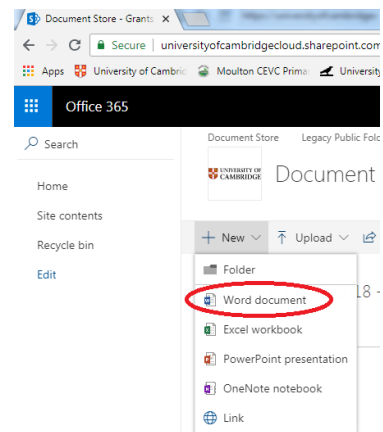 Document Store - Grants
Secure universityofcambridgecloud.sharepoint.com
Apps University of Cambric Moulton CEVC Prima University
Office 365
Search
Document Store Legacy Public Fold
UNIVERSITY OF
CAMBRIDGE
Document
Home
Site contents
New Upload
Recycle bin
Edit
Folder
Word document
18 -
Excel workbook
PowerPoint presentation
OneNote notebook
Link